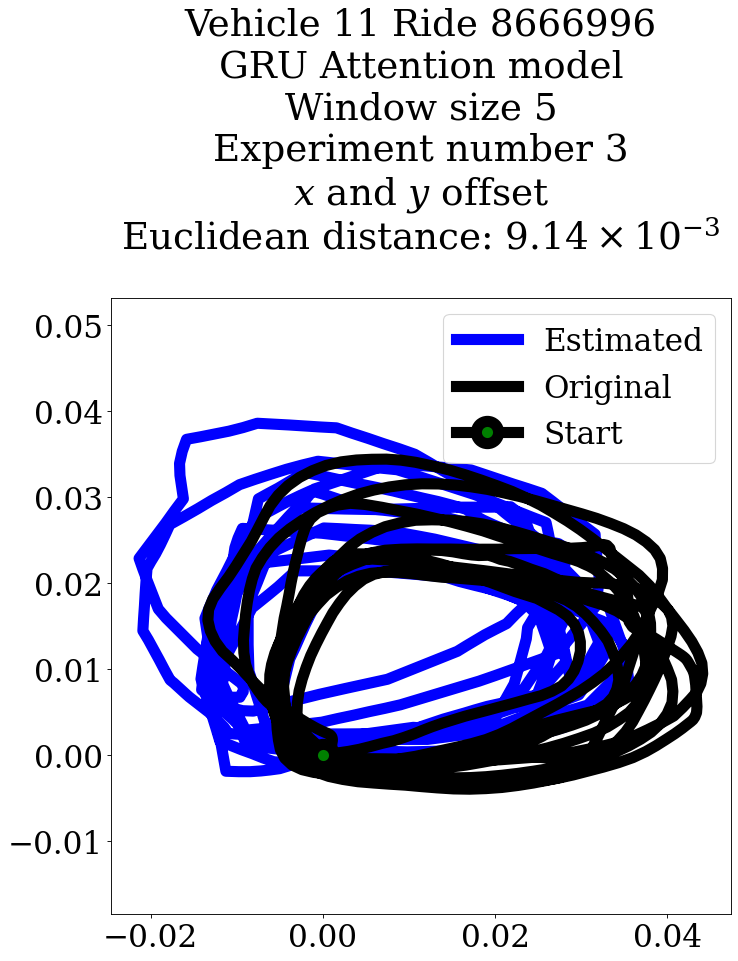 Vehicle 11 Ride 8666996
GRU Attention model
Window size 5
Experiment number 3
x and y offset
Euclidean distance: 9.14 × 10⁻³
Estimated
Original
Start
0.05
0.04
0.03
0.02
0.01
0.00
−0.01
−0.02 0.00 0.02 0.04